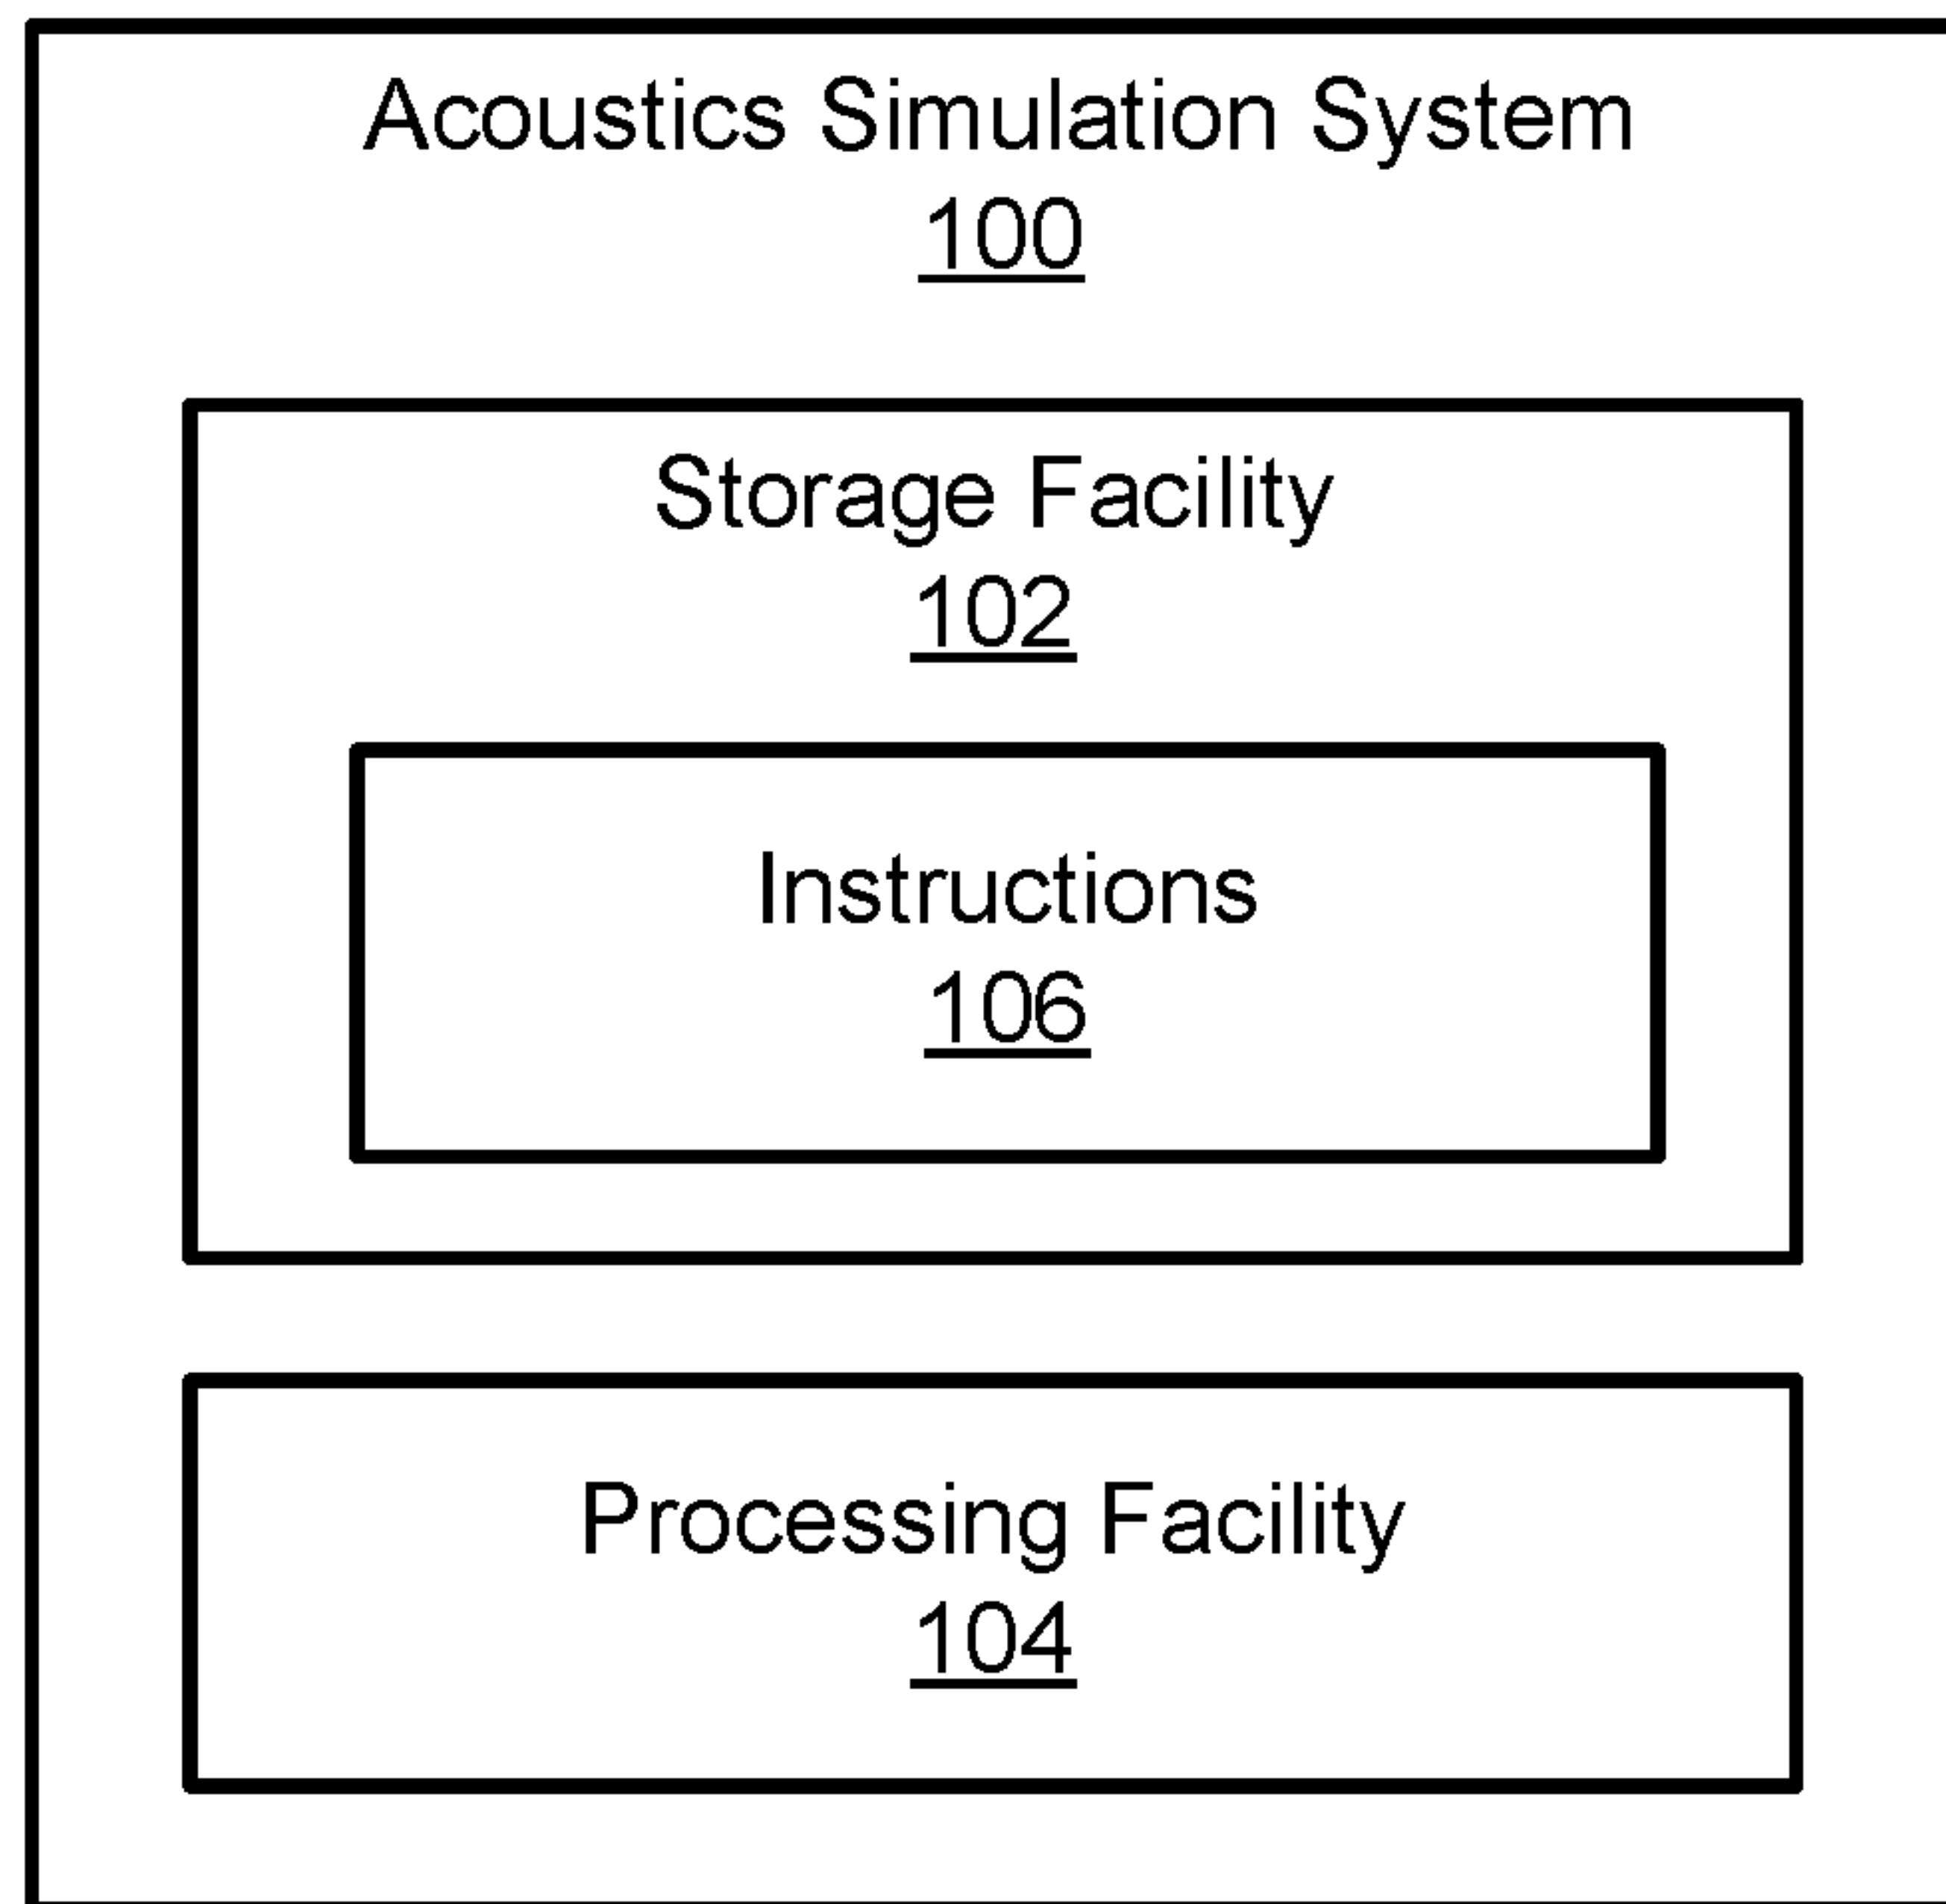 Acoustics Simulation System
100
Storage Facility
102
Instructions
106
Processing Facility
104